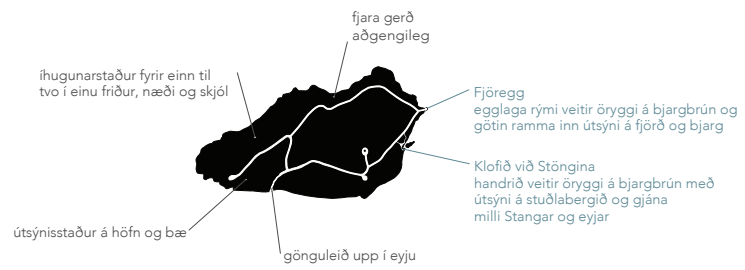 fjara gerð
aðgengileg
íhugunarstaður fyrir einn til
tvo í einu friður, næði og skjól
Fjöregg
egglaga rými veitir öryggi á bjargbrún og
götin ramma inn útsýni á fjörð og bjarg
Klofið við Stöngina
handrið veitir öryggi á bjargbrún með
útsýni á stuðlabergið og gjána
milli Stangar og eyjar
útsýnisstaður á höfn og bæ
gönguleið upp í eyju